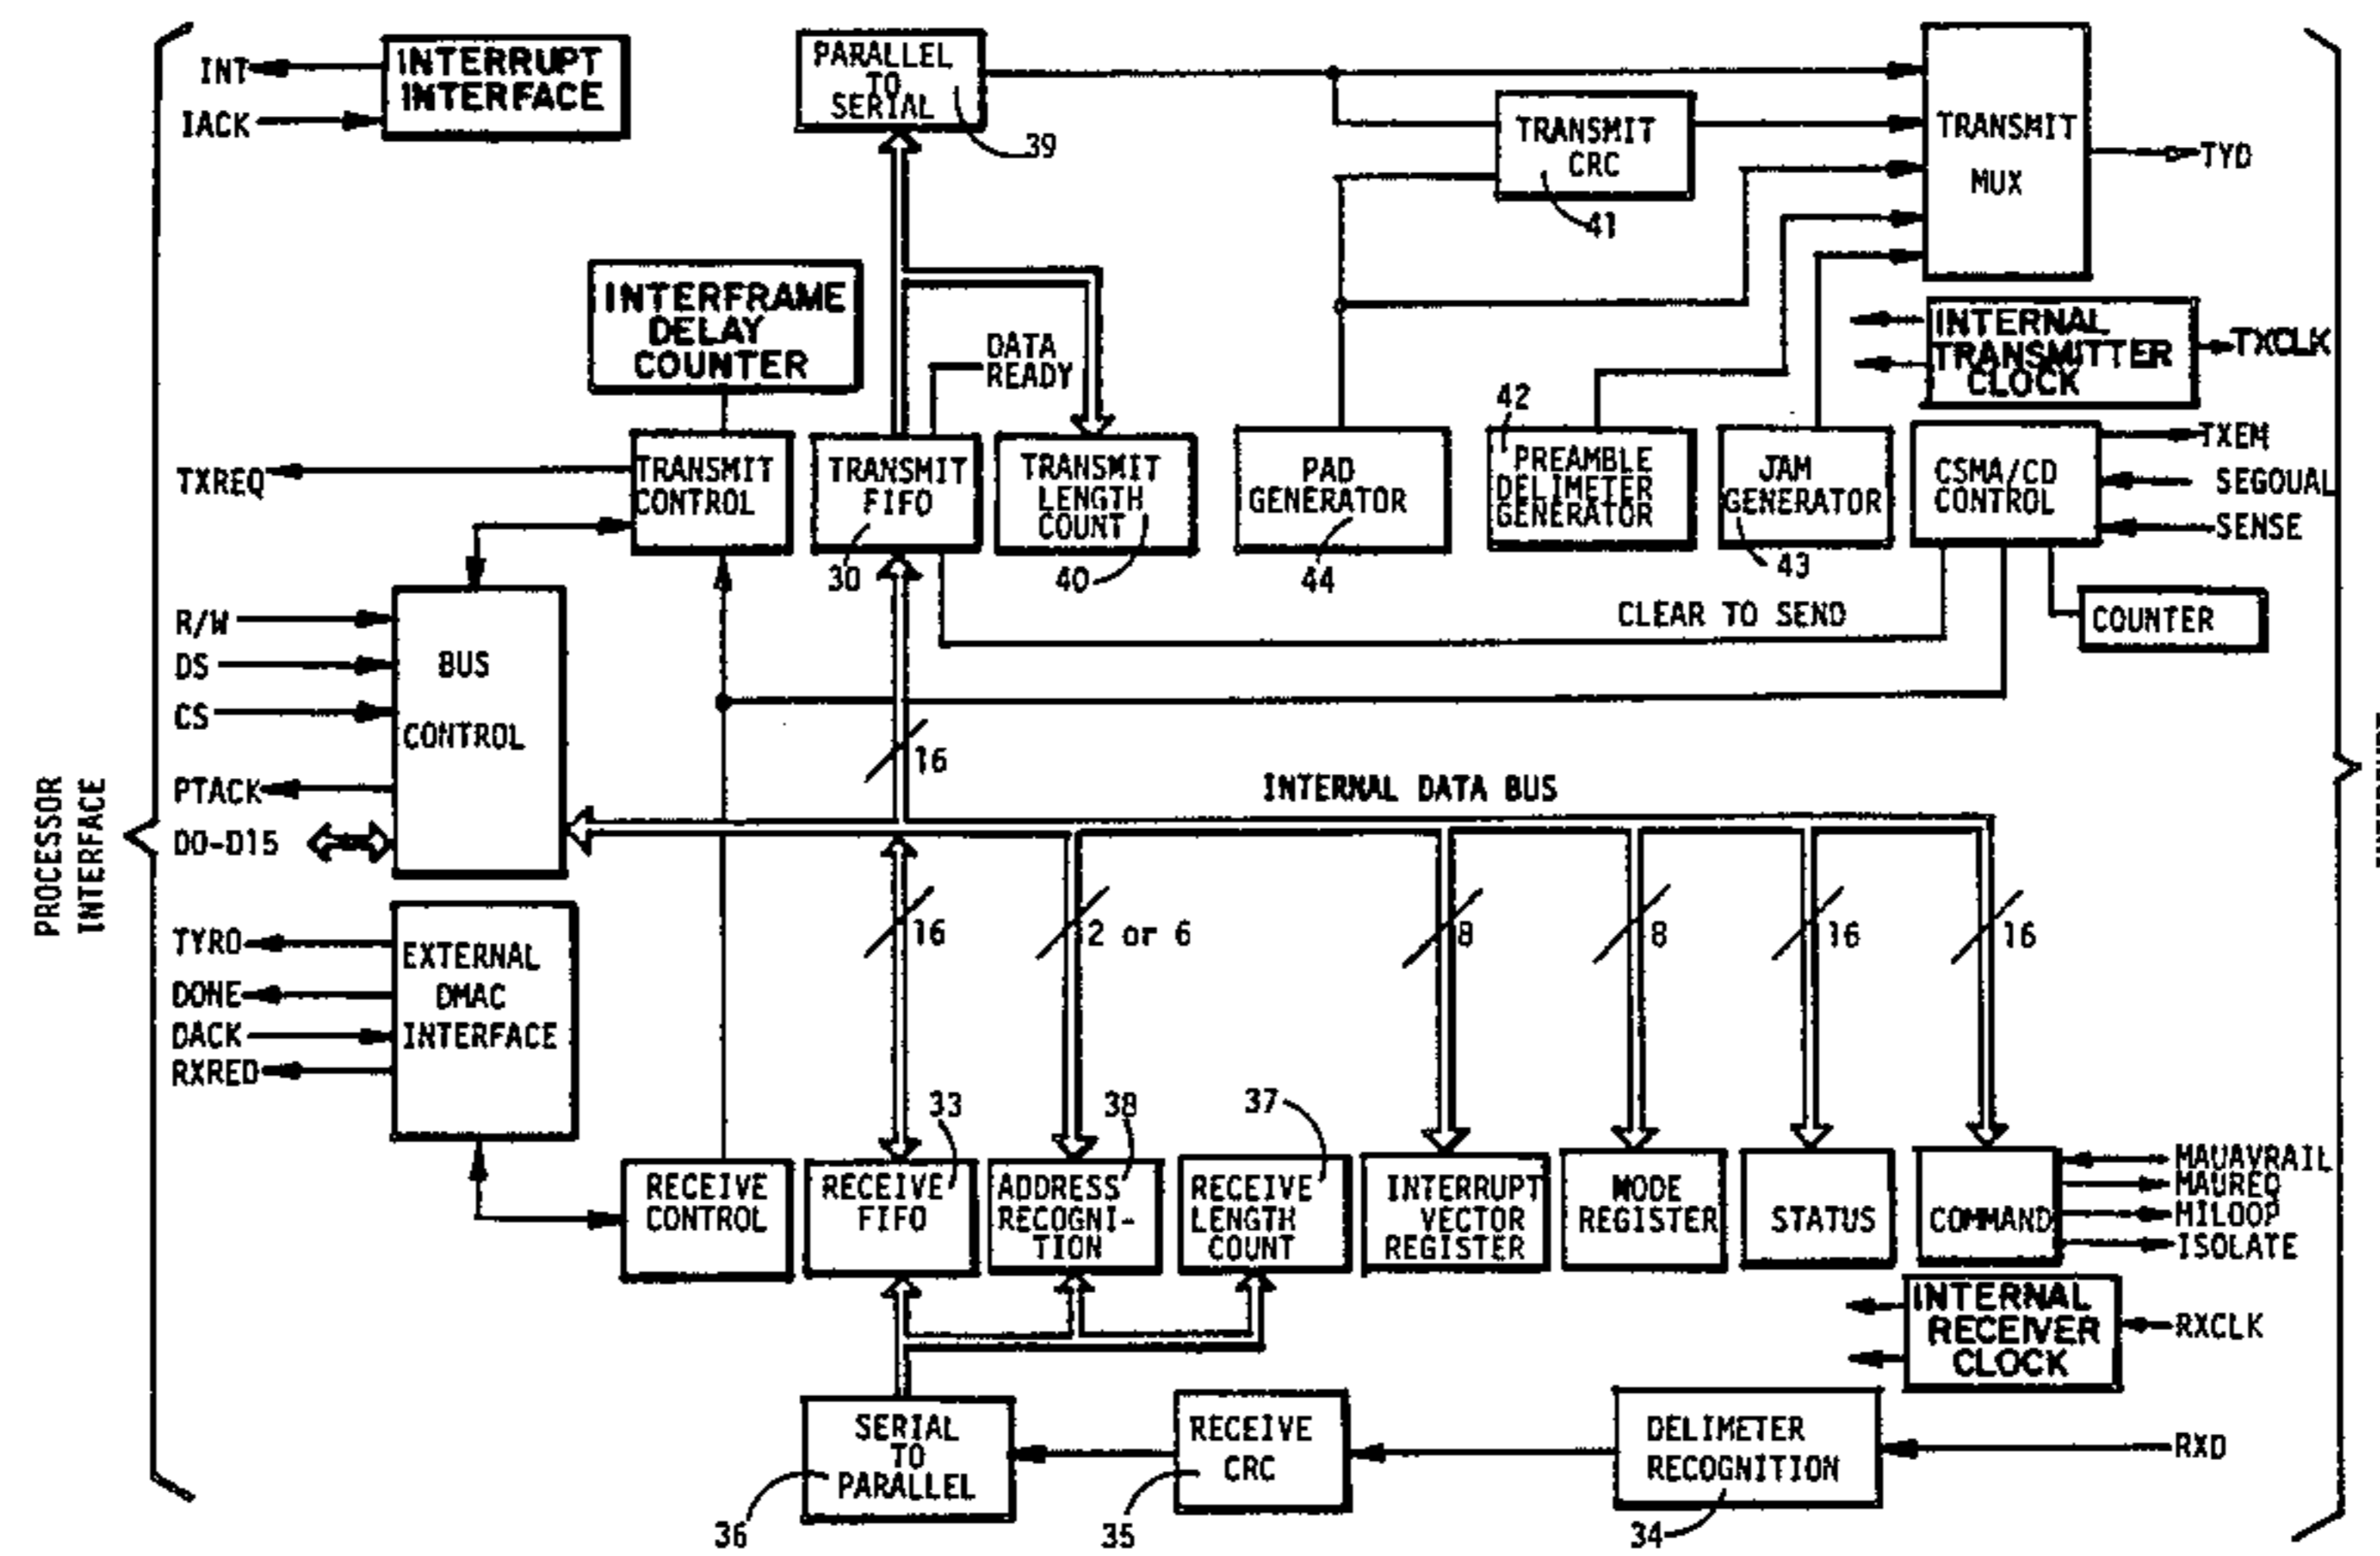 INT
IACK
INTERRUPT
INTERFACE
PARALLEL
TO
SERIAL
39
TRANSMIT
CRC
41
TRANSMIT
MUX
TYD
INTERFRAME
DELAY
COUNTER
DATA
READY
INTERNAL
TRANSMITTER
CLOCK
TXCLK
TXREQ
TRANSMIT
CONTROL
TRANSMIT
FIFO
30
TRANSMIT
LENGTH
COUNT
40
PAD
GENERATOR
44
42
PREAMBLE
DELIMETER
GENERATOR
JAM
GENERATOR
43
CSMA/CD
CONTROL
TXEM
SEGOUAL
SENSE
COUNTER
CLEAR TO SEND
R/W
DS
CS
PTACK
DO-D15
BUS
CONTROL
16
INTERNAL DATA BUS
PROCESSOR
INTERFACE
TYRO
DONE
DACK
RXRED
EXTERNAL
DMAC
INTERFACE
16
2 or 6
8
8
16
16
RECEIVE
CONTROL
33
RECEIVE
FIFO
38
ADDRESS
RECOGNI-
TION
37
RECEIVE
LENGTH
COUNT
INTERRUPT
VECTOR
REGISTER
MODE
REGISTER
STATUS
COMMAND
MAUAVRAIL
MAUREQ
MILOOP
ISOLATE
INTERNAL
RECEIVER
CLOCK
RXCLK
SERIAL
TO
PARALLEL
36
RECEIVE
CRC
35
DELIMETER
RECOGNITION
34
RXD